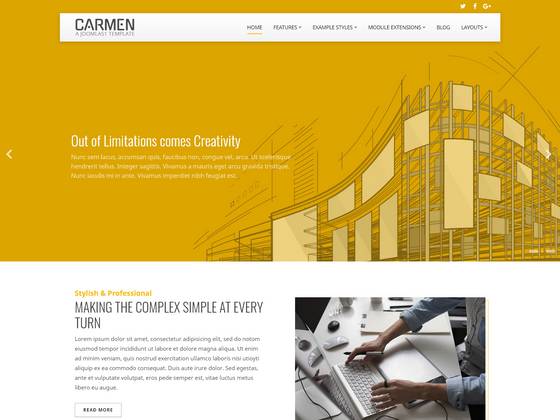 CARMEN
A JOOMLAST TEMPLATE
HOME FEATURES EXAMPLE STYLES MODULE EXTENSIONS BLOG LAYOUTS
Out of Limitations comes Creativity
Nunc sem lacus, accumsan quis, faucibus non, congue vel, arcu. Ut scelerisque
hendrerit tellus. Integer sagittis. Vivamus a mauris eget arcu gravida tristique.
Nunc iaculis mi in ante. Vivamus imperdiet nibh feugiat est.
Stylish & Professional
MAKING THE COMPLEX SIMPLE AT EVERY
TURN
Lorem ipsum dolor sit amet, consectetur adipisicing elit, sed do notom
eiusmod tempor incididunt ut labore et dolore magna aliqua. Ut enim
ad minim veniam, quis nostrud exercitation ullamco laboris nisi utioyti
aliquip ex ea commodo consequat. Duis aute irure dolor. Sed egestas,
ante et vulputate volutpat, eros pede semper est, vitae luctus metus
libero eu augue.
READ MORE